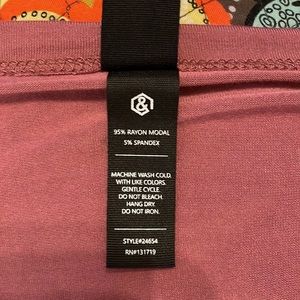 &
95% RAYON MODAL
5% SPANDEX
MACHINE WASH COLD.
WITH LIKE COLORS.
GENTLE CYCLE.
DO NOT BLEACH.
HANG DRY.
DO NOT IRON.
STYLE#24654
RN#131719